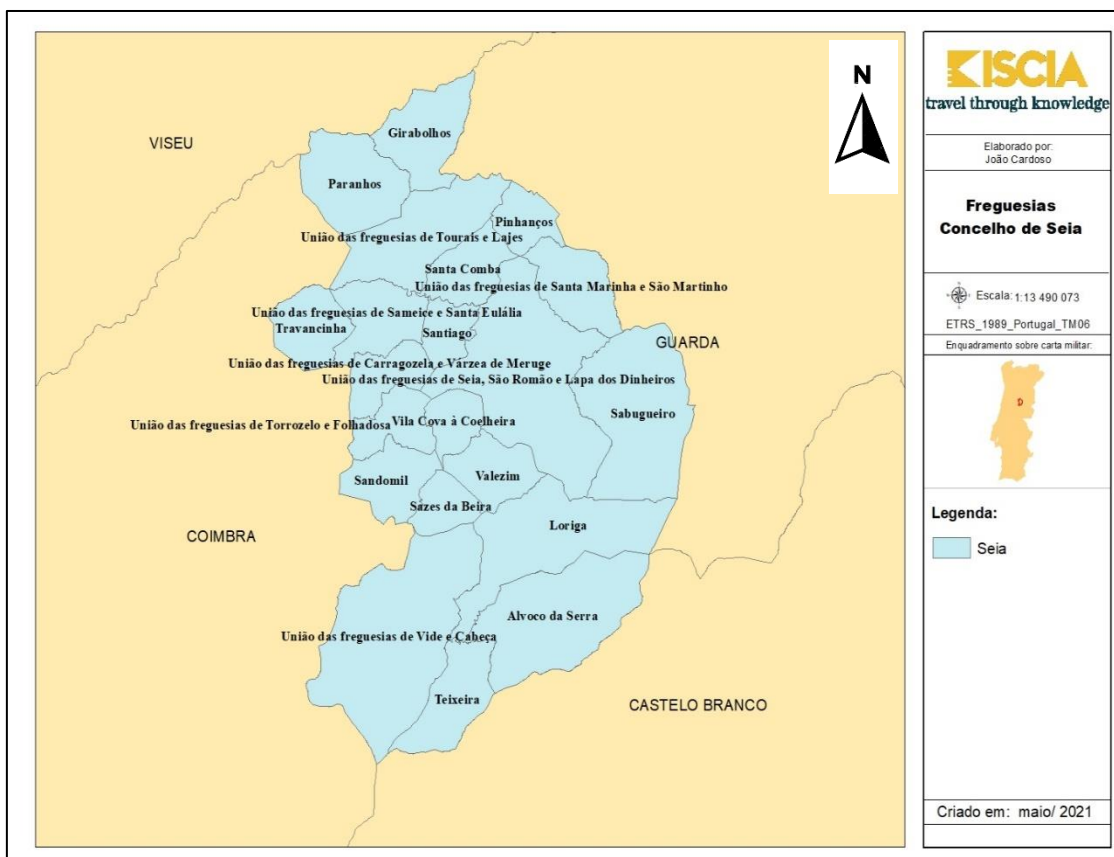 N
VISEU
Girabolhos
Paranhos
Pinhanços
União das freguesias de Tourais e Lajes
Santa Comba
União das freguesias de Santa Marinha e São Martinho
União das freguesias de Sameice e Santa Eulália
Travancinha
Santiago
GUARDA
União das freguesias de Carragozela e Várzea de Meruge
União das freguesias de Seia, São Romão e Lapa dos Dinheiros
Sabugueiro
União das freguesias de Torrozelo e Folhadosa
Vila Cova à Coelheira
Sandomil
Valezim
Sazes da Beira
Loriga
COIMBRA
Alvoco da Serra
União das freguesias de Vide e Cabeça
Teixeira
CASTELO BRANCO
ISCIA
travel through knowledge
Elaborado por:
João Cardoso
Freguesias
Concelho de Seia
Escala: 1:13 490 073
ETRS_1989_Portugal_TM06
Enquadramento sobre carta militar:
Legenda:
Seia
Criado em: maio/ 2021